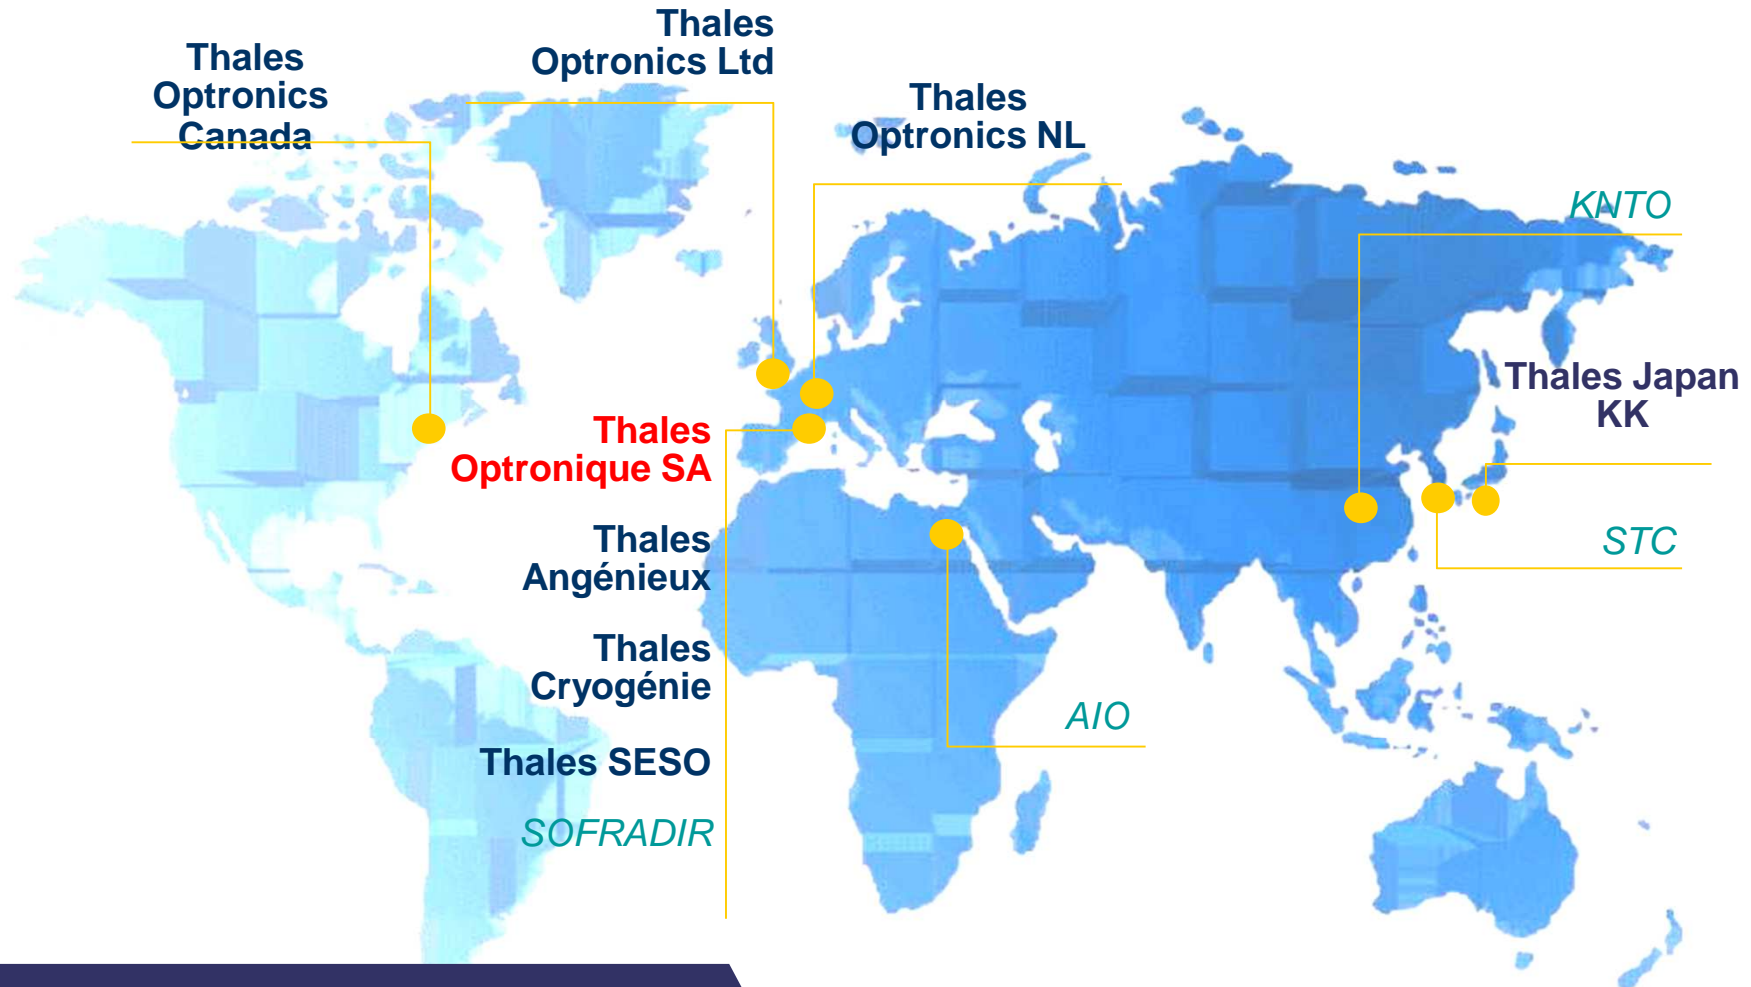 Thales
Optronics Ltd
Thales
Optronics
Canada
Thales
Optronics NL
KNTO
Thales Japan
KK
Thales
Optronique SA
STC
Thales
Angénieux
Thales
Cryogénie
AIO
Thales SESO
SOFRADIR